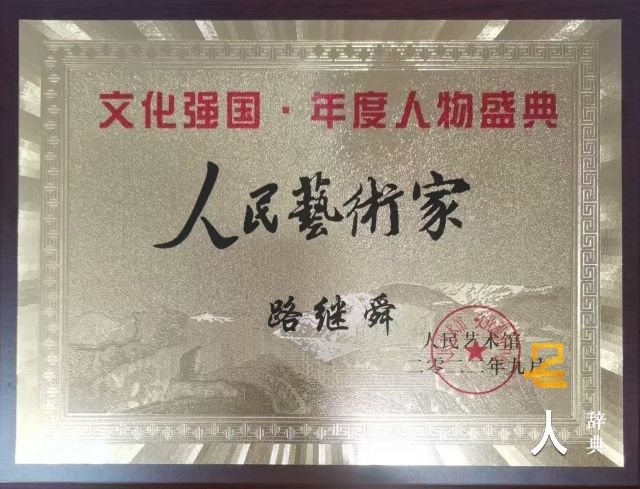 文化强国·年度人物盛典
人民藝術家
路继舜
人民艺术馆
二零二二年九月
人
辞典